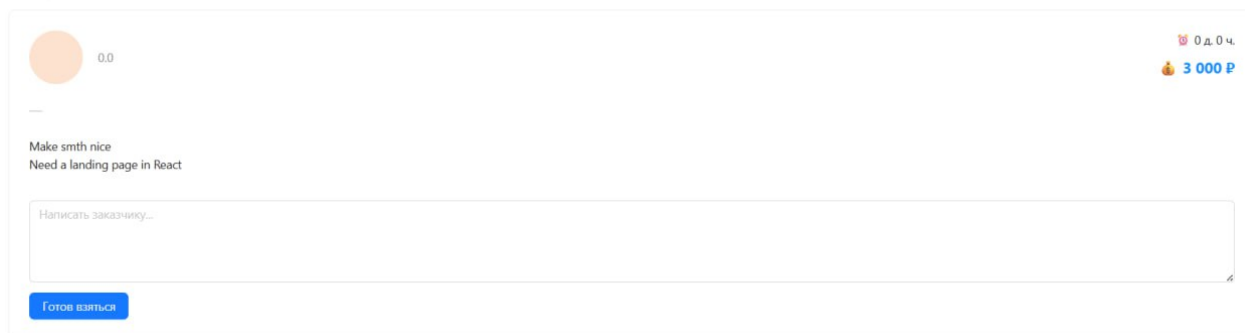 0.0
0 д. 0 ч.
3 000 ₽
—
Make smth nice
Need a landing page in React
Написать заказчику...
Готов взяться